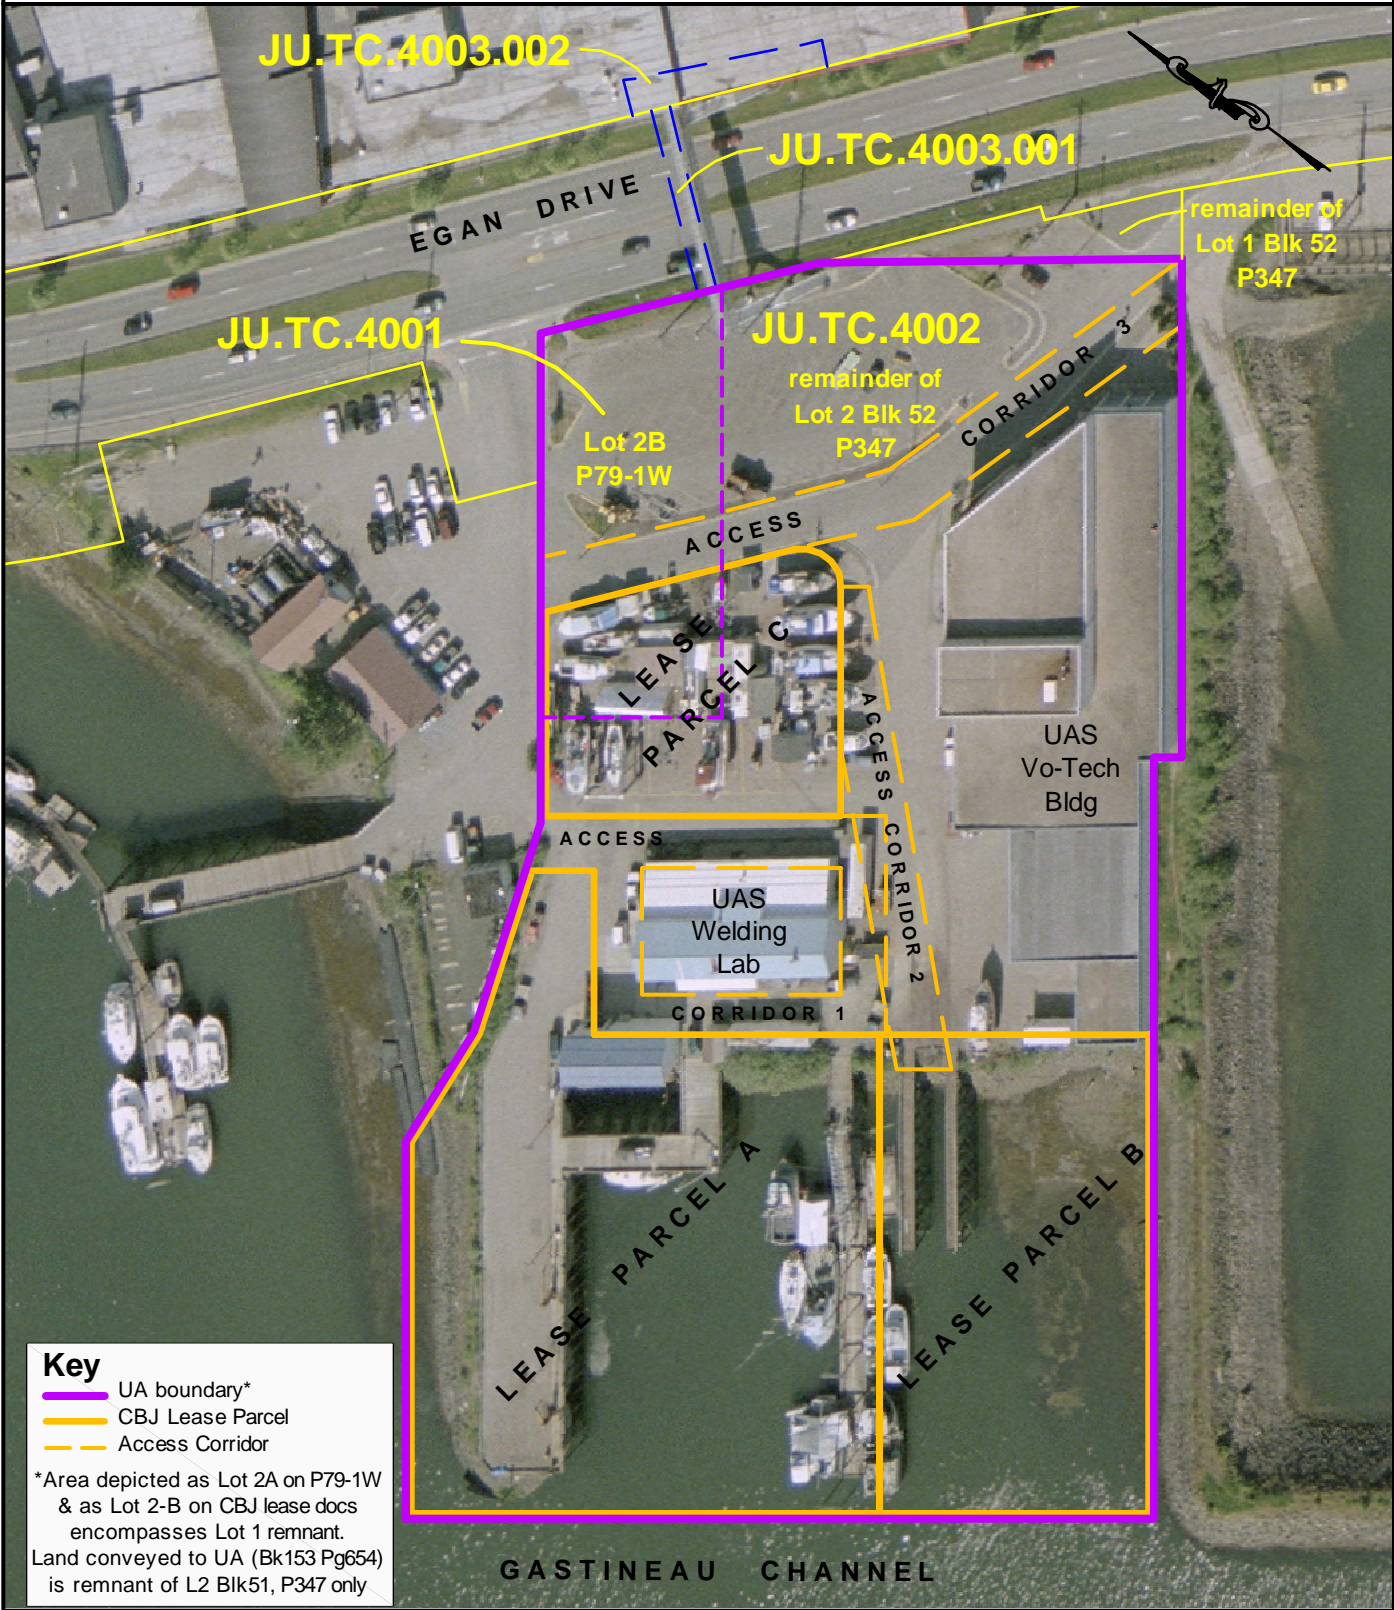 JU.TC.4003.002
JU.TC.4003.001
EGAN DRIVE
remainder of
Lot 1 Blk 52
P347
JU.TC.4001
JU.TC.4002
remainder of
Lot 2 Blk 52
P347
Lot 2B
P79-1W
CORRIDOR 3
ACCESS
LEASE
PARCEL C
ACCESS CORRIDOR 2
UAS
Vo-Tech
Bldg
ACCESS
UAS
Welding
Lab
CORRIDOR 1
LEASE PARCEL A
LEASE PARCEL B
Key
UA boundary*
CBJ Lease Parcel
Access Corridor
*Area depicted as Lot 2A on P79-1W
& as Lot 2-B on CBJ lease docs
encompasses Lot 1 remnant.
Land conveyed to UA (Bk153 Pg654)
is remnant of L2 Blk51, P347 only
GASTINEAU CHANNEL